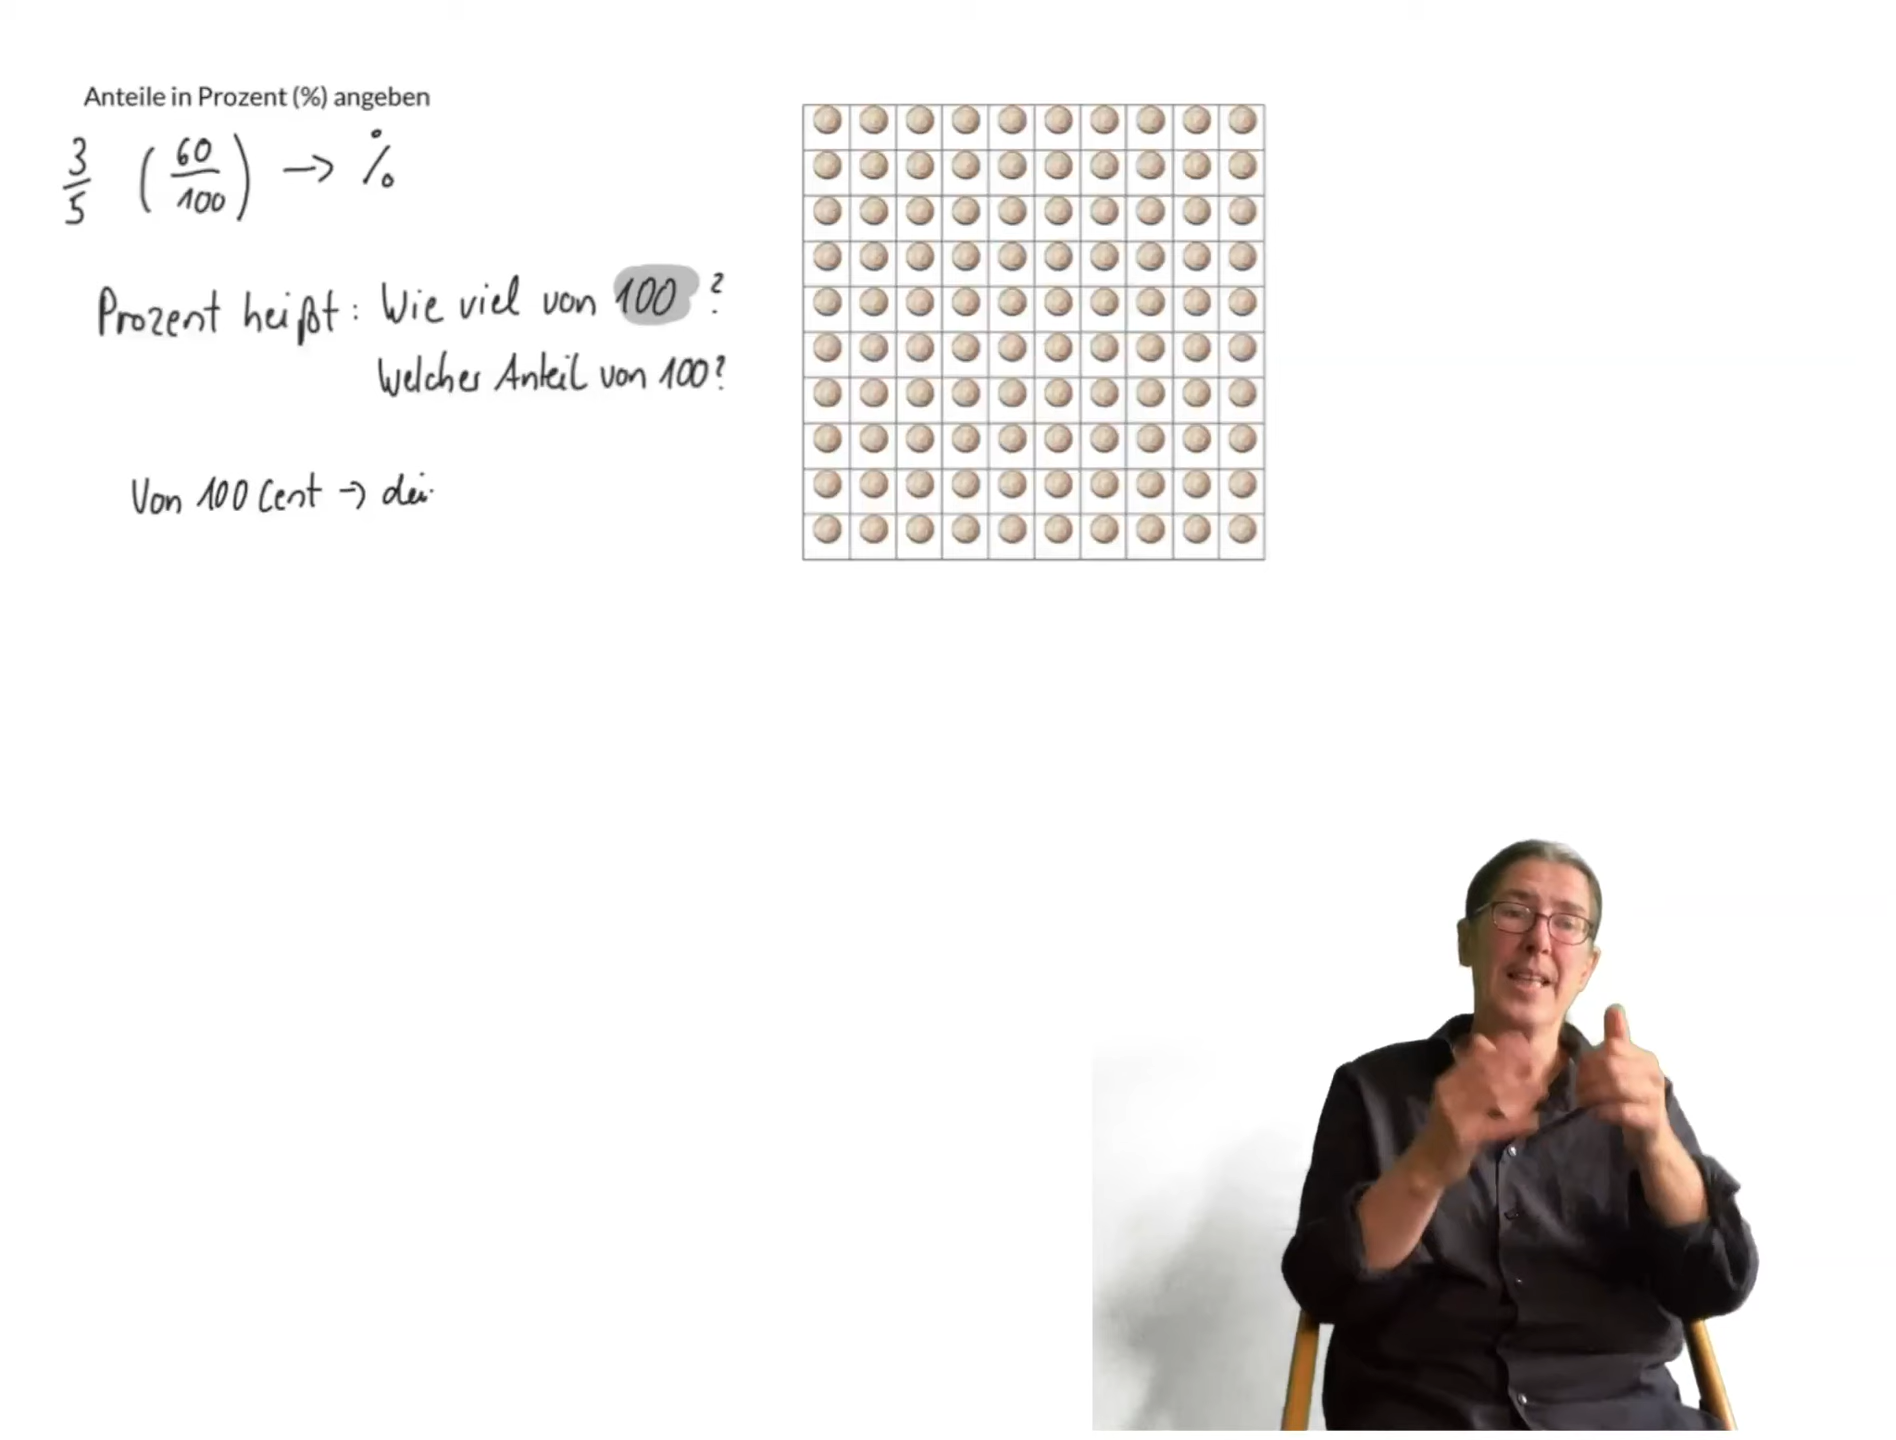 Anteile in Prozent (%) angeben
3/5 (60/100) → %
Prozent heißt: Wie viel von 100?
Welcher Anteil von 100?
Von 100 Cent → dei